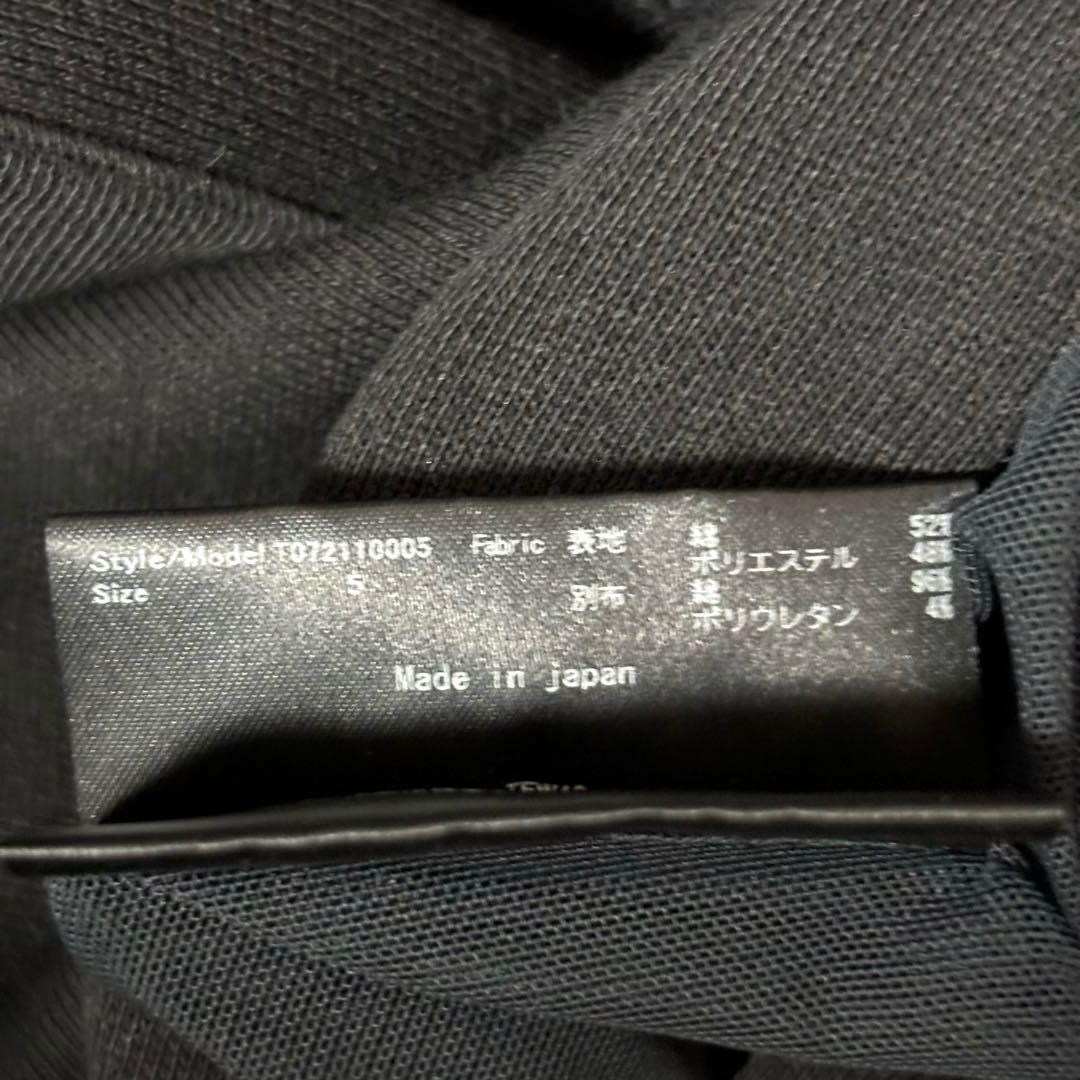 Style/Model T072110005 Fabric 表地 綿 52%
ポリエステル 48%
Size 5 別布 綿 96%
ポリウレタン 4%
Made in japan